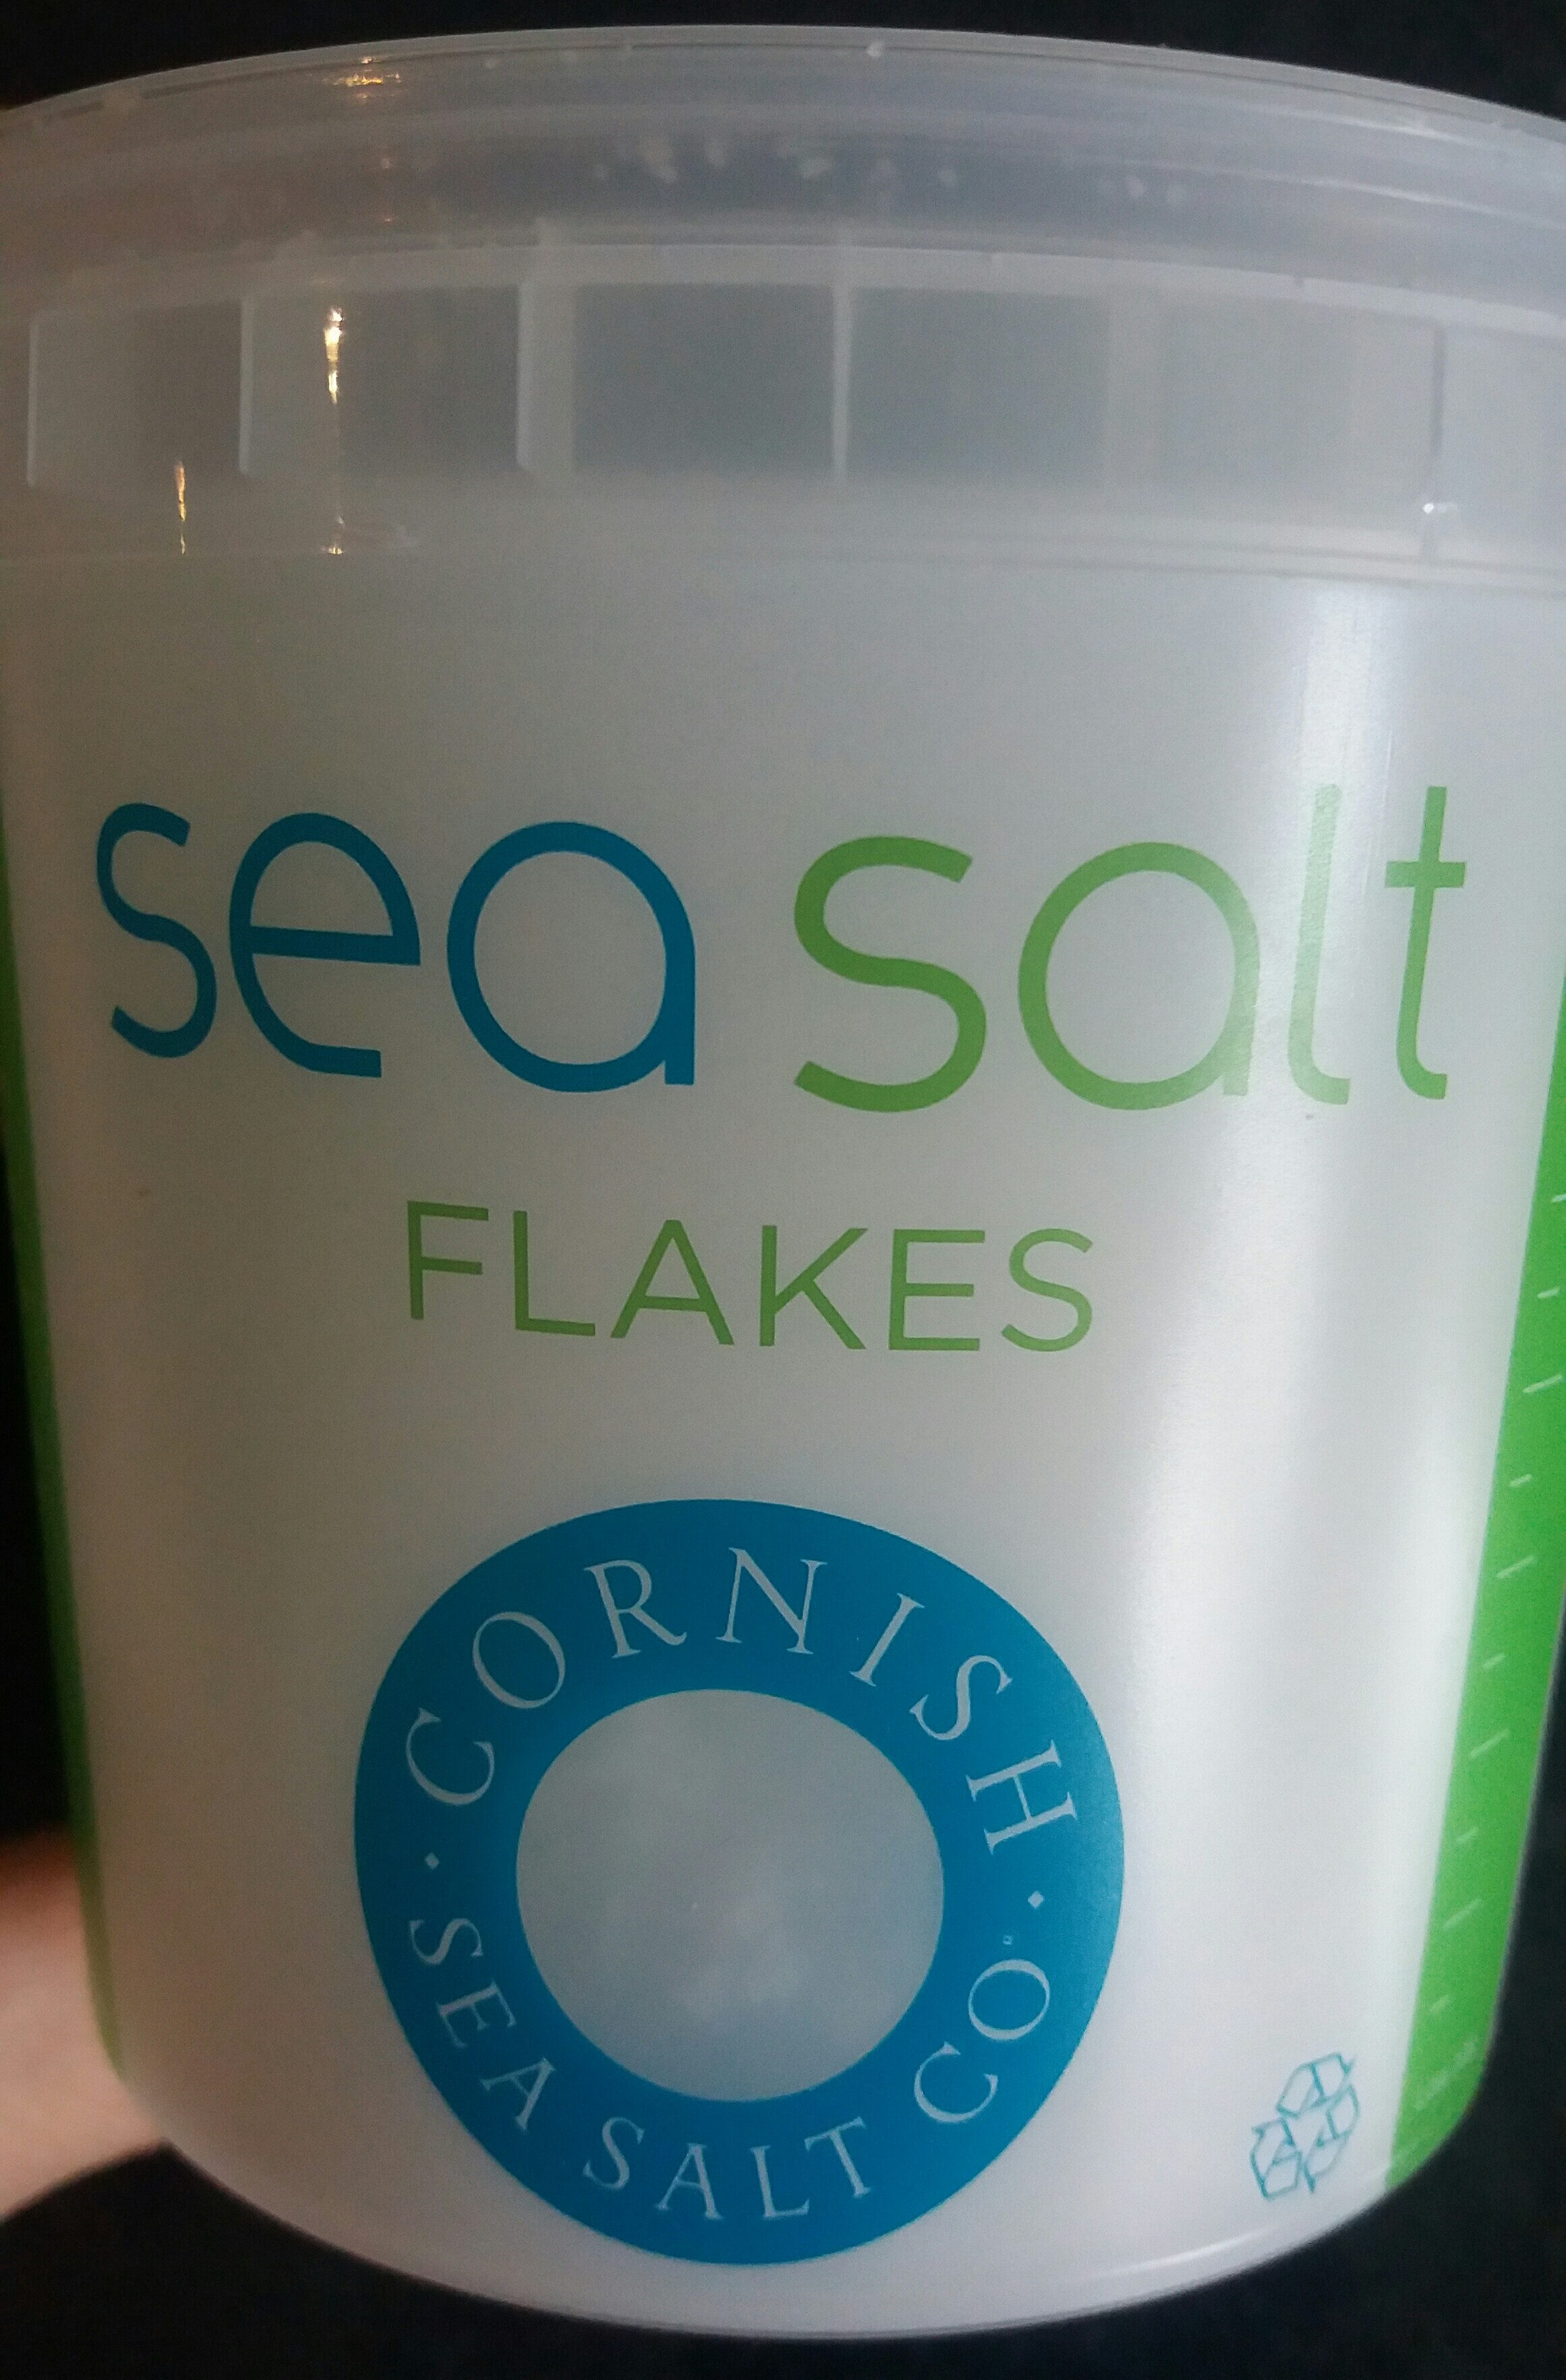 sea salt
FLAKES
CORNISH
· SEA SALT CO. ·